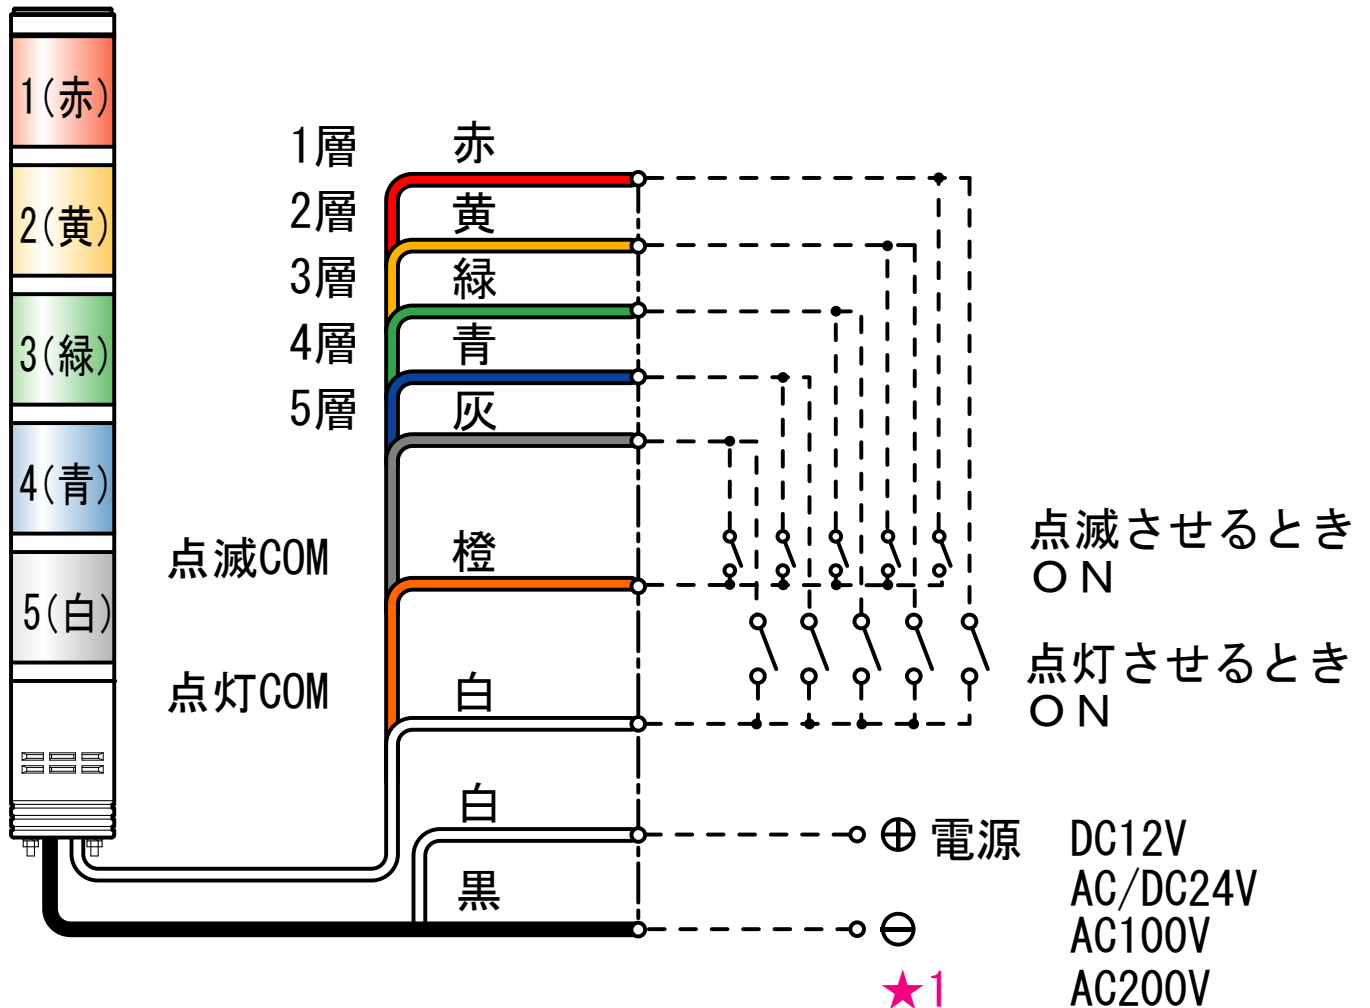 1(赤)
2(黄)
3(緑)
4(青)
5(白)
1層 赤
2層 黄
3層 緑
4層 青
5層 灰
点滅COM 橙
点灯COM 白
白
黒
点滅させるとき
ON
点灯させるとき
ON
⊕ 電源 DC12V
AC/DC24V
⊖ AC100V
★1 AC200V